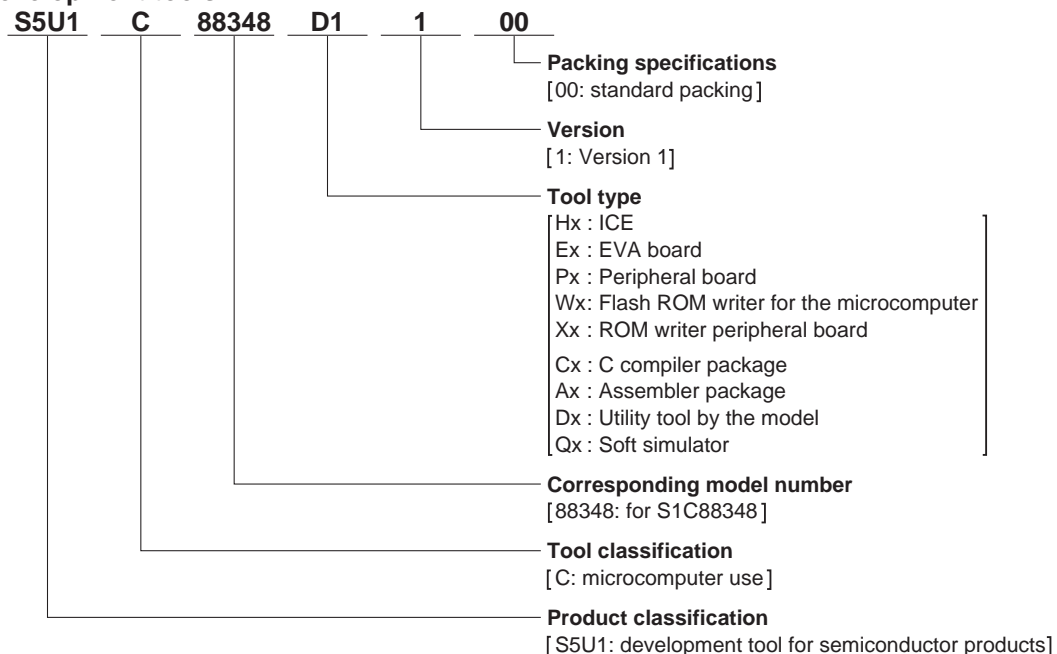 S5U1 C 88348 D1 1 00
Packing specifications
[00: standard packing]
Version
[1: Version 1]
Tool type
Hx : ICE
Ex : EVA board
Px : Peripheral board
Wx: Flash ROM writer for the microcomputer
Xx : ROM writer peripheral board
Cx : C compiler package
Ax : Assembler package
Dx : Utility tool by the model
Qx : Soft simulator
Corresponding model number
[88348: for S1C88348]
Tool classification
[C: microcomputer use]
Product classification
[S5U1: development tool for semiconductor products]